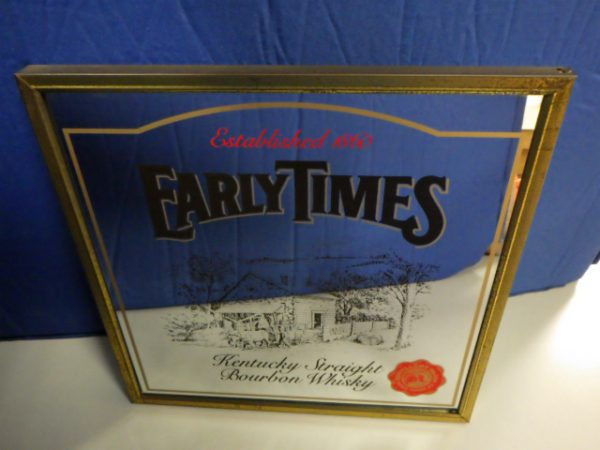 Established 1860
EARLY TIMES
Kentucky Straight
Bourbon Whisky